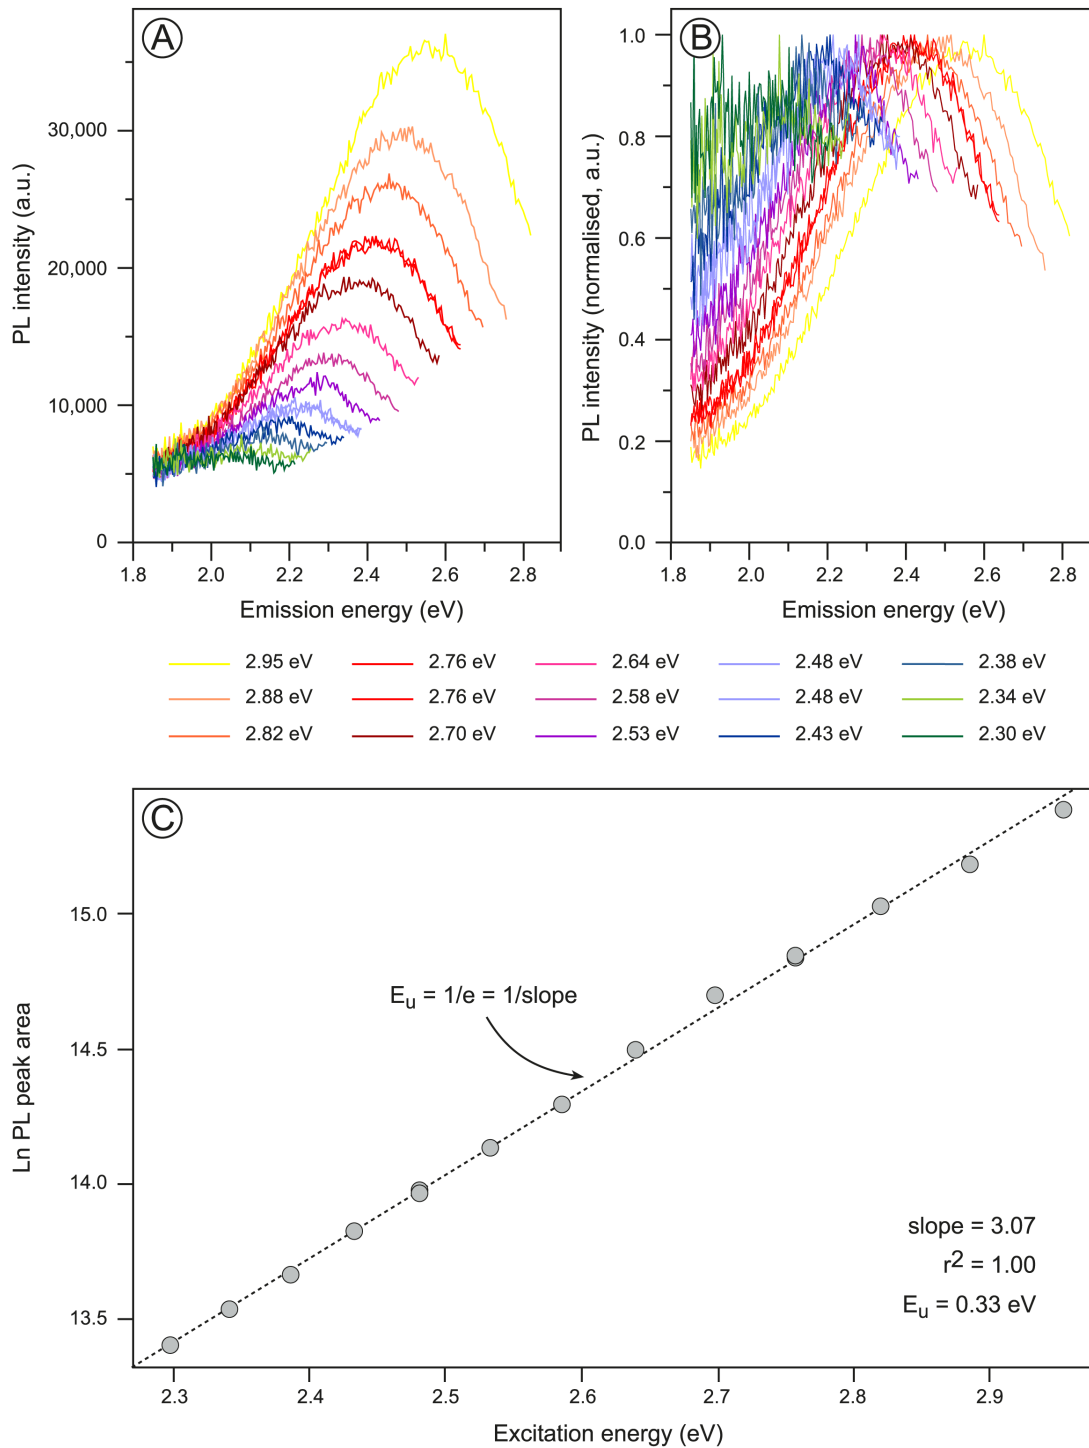 A
PL intensity (a.u.)
30,000
20,000
10,000
0
1.8 2.0 2.2 2.4 2.6 2.8
Emission energy (eV)
B
PL intensity (normalised, a.u.)
1.0
0.8
0.6
0.4
0.2
0.0
1.8 2.0 2.2 2.4 2.6 2.8
Emission energy (eV)
2.95 eV 2.76 eV 2.64 eV 2.48 eV 2.38 eV
2.88 eV 2.76 eV 2.58 eV 2.48 eV 2.34 eV
2.82 eV 2.70 eV 2.53 eV 2.43 eV 2.30 eV
C
Ln PL peak area
15.0
14.5
14.0
13.5
E_u = 1/e = 1/slope
slope = 3.07
r² = 1.00
E_u = 0.33 eV
2.3 2.4 2.5 2.6 2.7 2.8 2.9
Excitation energy (eV)